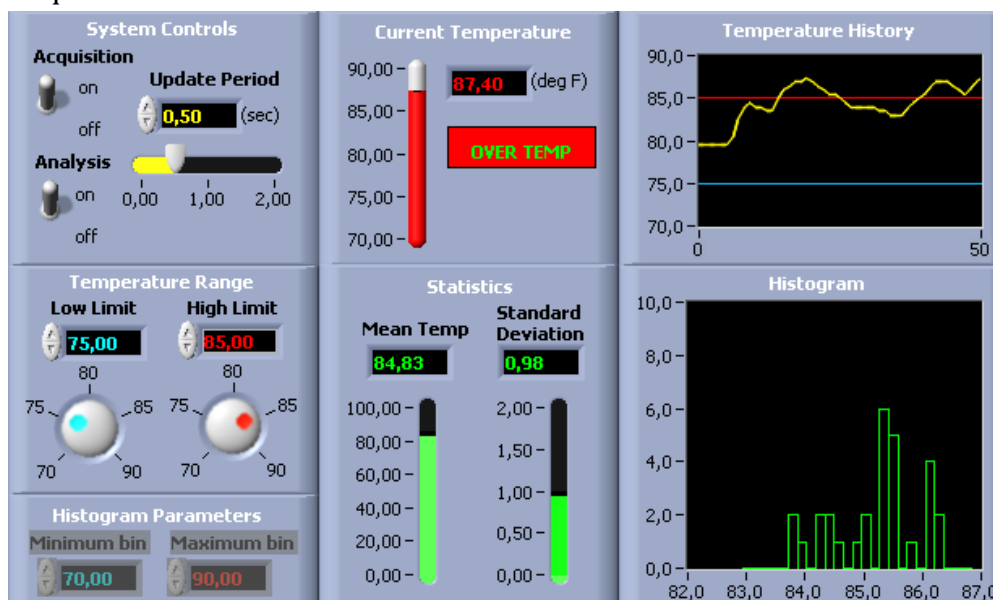 System Controls
Acquisition
on
off
Update Period
0,50 (sec)
Analysis
on
off
0,00 1,00 2,00
Current Temperature
90,00
85,00
80,00
75,00
70,00
87,40 (deg F)
OVER TEMP
Temperature History
90,0
85,0
80,0
75,0
70,0
0 50
Temperature Range
Low Limit High Limit
75,00 85,00
80 80
75 85 75 85
70 90 70 90
Histogram Parameters
Minimum bin Maximum bin
70,00 90,00
Statistics
Mean Temp
84,83
100,00
80,00
60,00
40,00
20,00
0,00
Standard
Deviation
0,98
2,00
1,50
1,00
0,50
0,00
Histogram
10,0
8,0
6,0
4,0
2,0
0,0
82,0 83,0 84,0 85,0 86,0 87,0